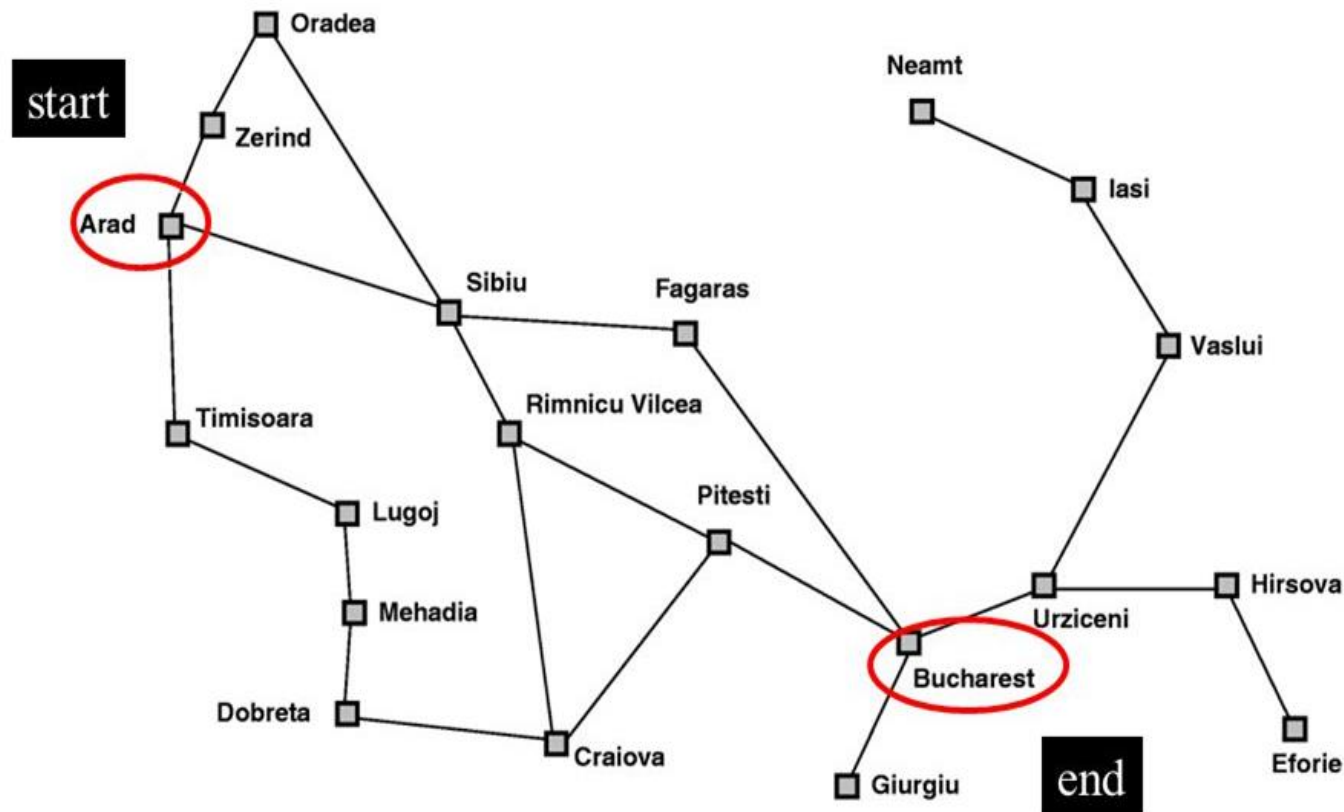 Oradea
Neamt
start
Zerind
Iasi
Arad
Sibiu
Fagaras
Vaslui
Rimnicu Vilcea
Timisoara
Pitesti
Lugoj
Hirsova
Mehadia
Urziceni
Bucharest
Dobreta
Craiova
Giurgiu
end
Eforie